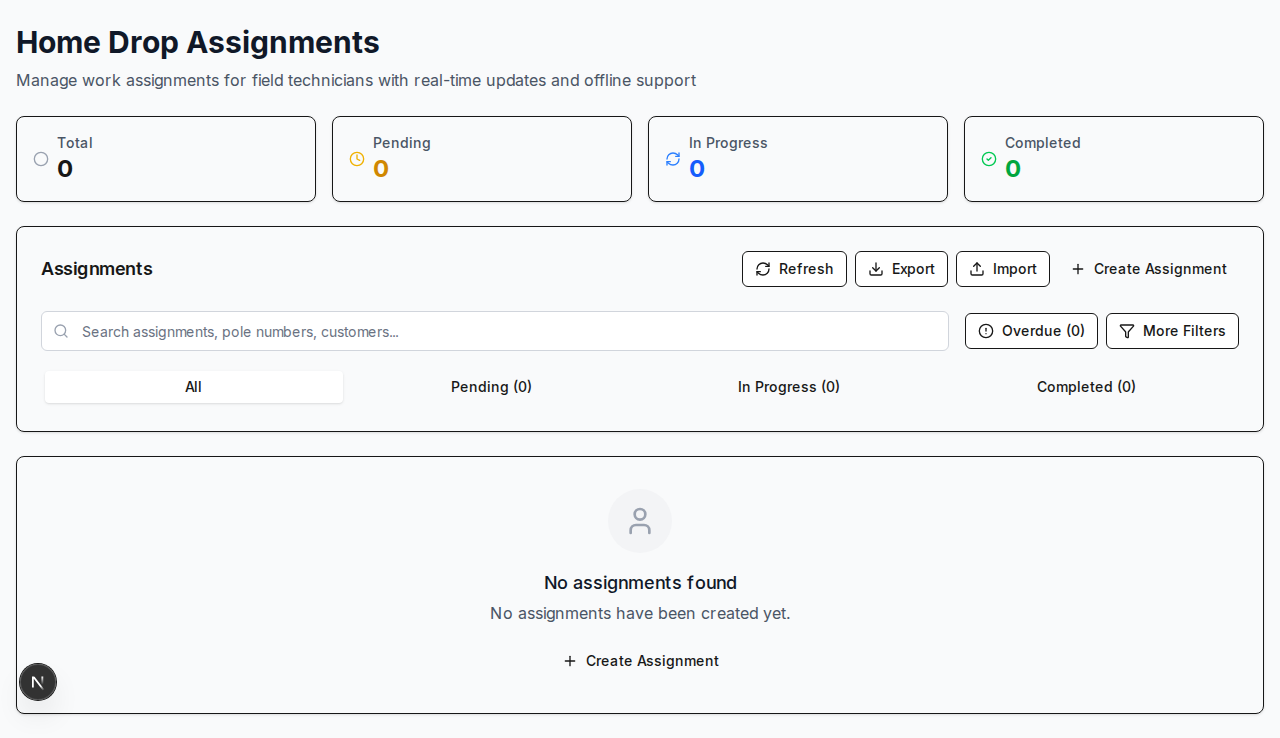 Home Drop Assignments
Manage work assignments for field technicians with real-time updates and offline support
Total
0
Pending
0
In Progress
0
Completed
0
Assignments
Refresh
Export
Import
Create Assignment
Search assignments, pole numbers, customers...
Overdue (0)
More Filters
All
Pending (0)
In Progress (0)
Completed (0)
No assignments found
No assignments have been created yet.
Create Assignment
N